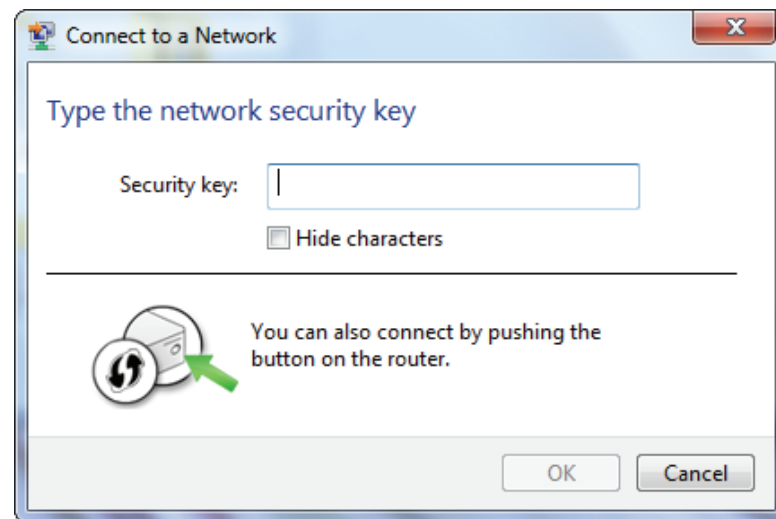 Connect to a Network
Type the network security key
Security key:
Hide characters
You can also connect by pushing the
button on the router.
OK
Cancel